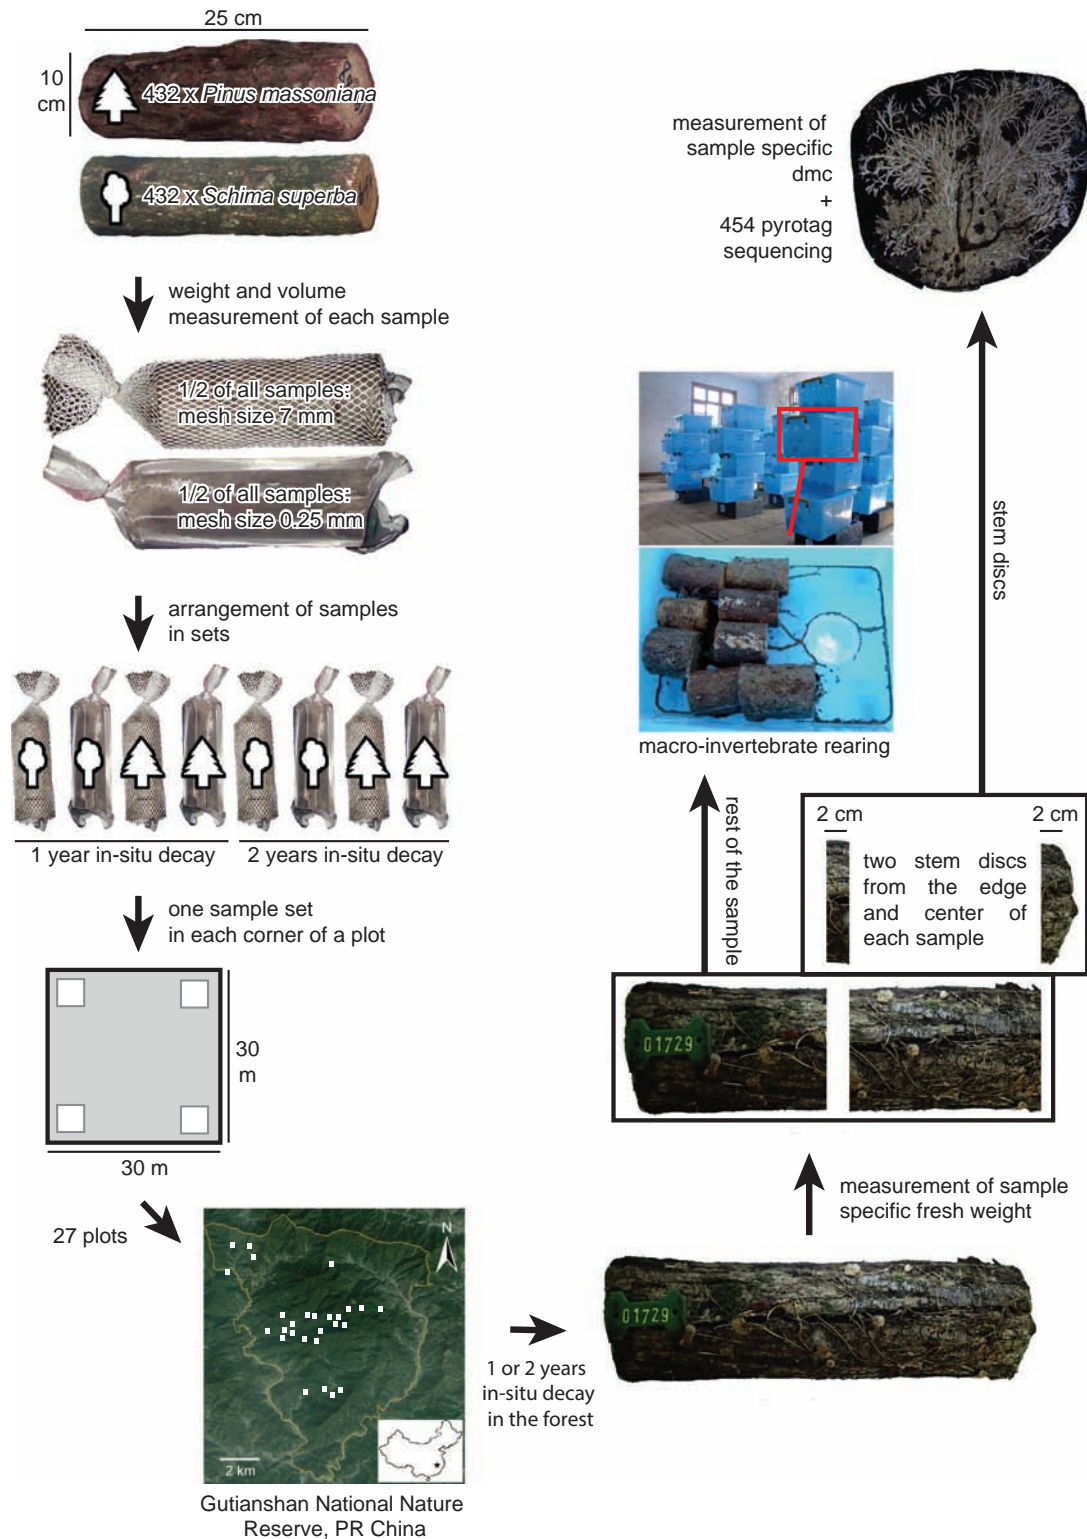 25 cm
10
cm
432 x Pinus massoniana
432 x Schima superba
weight and volume
measurement of each sample
1/2 of all samples:
mesh size 7 mm
1/2 of all samples:
mesh size 0.25 mm
arrangement of samples
in sets
1 year in-situ decay
2 years in-situ decay
one sample set
in each corner of a plot
30
m
30 m
27 plots
N
2 km
Gutianshan National Nature
Reserve, PR China
1 or 2 years
in-situ decay
in the forest
01729
measurement of sample
specific fresh weight
01729
rest of the sample
macro-invertebrate rearing
2 cm
2 cm
two stem discs
from the edge
and center of
each sample
stem discs
measurement of
sample specific
dmc
+
454 pyrotag
sequencing